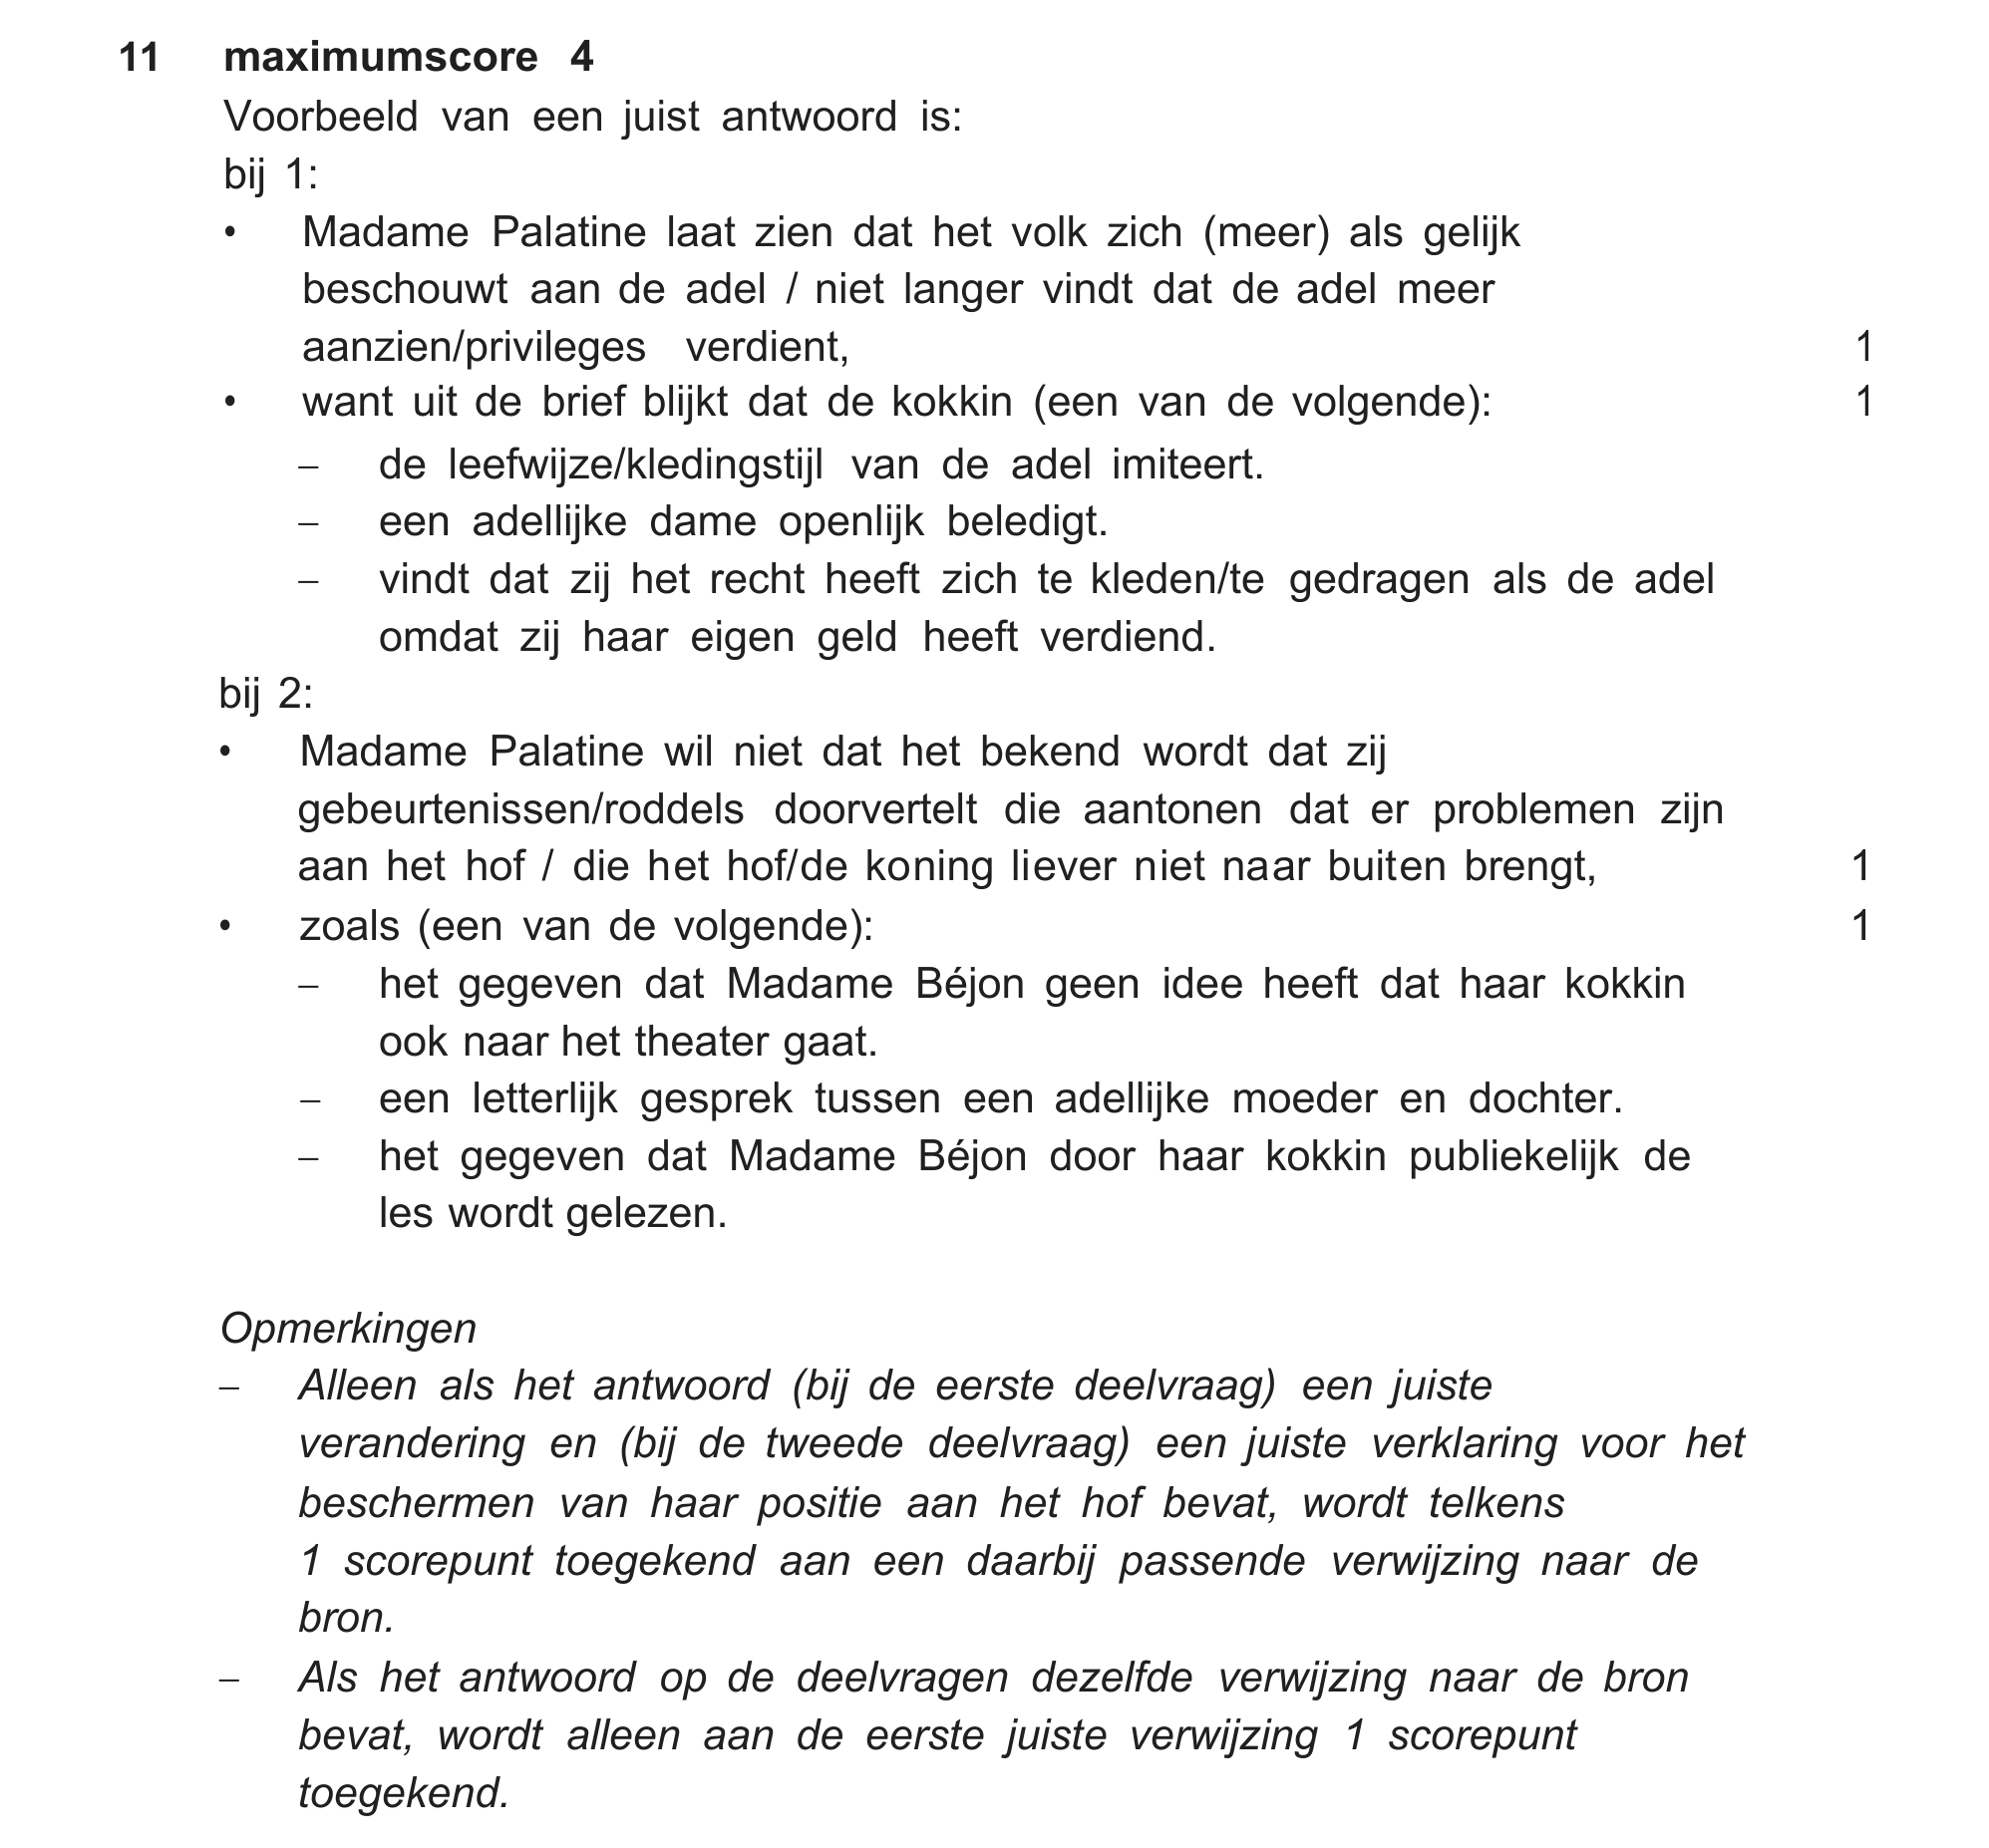 11 maximumscore 4
Voorbeeld van een juist antwoord is:
bij 1:
• Madame Palatine laat zien dat het volk zich (meer) als gelijk
beschouwt aan de adel / niet langer vindt dat de adel meer
aanzien/privileges verdient, 1
• want uit de brief blijkt dat de kokkin (een van de volgende): 1
– de leefwijze/kledingstijl van de adel imiteert.
– een adellijke dame openlijk beledigt.
– vindt dat zij het recht heeft zich te kleden/te gedragen als de adel
omdat zij haar eigen geld heeft verdiend.
bij 2:
• Madame Palatine wil niet dat het bekend wordt dat zij
gebeurtenissen/roddels doorvertelt die aantonen dat er problemen zijn
aan het hof / die het hof/de koning liever niet naar buiten brengt, 1
• zoals (een van de volgende): 1
– het gegeven dat Madame Béjon geen idee heeft dat haar kokkin
ook naar het theater gaat.
– een letterlijk gesprek tussen een adellijke moeder en dochter.
– het gegeven dat Madame Béjon door haar kokkin publiekelijk de
les wordt gelezen.
Opmerkingen
– Alleen als het antwoord (bij de eerste deelvraag) een juiste
verandering en (bij de tweede deelvraag) een juiste verklaring voor het
beschermen van haar positie aan het hof bevat, wordt telkens
1 scorepunt toegekend aan een daarbij passende verwijzing naar de
bron.
– Als het antwoord op de deelvragen dezelfde verwijzing naar de bron
bevat, wordt alleen aan de eerste juiste verwijzing 1 scorepunt
toegekend.